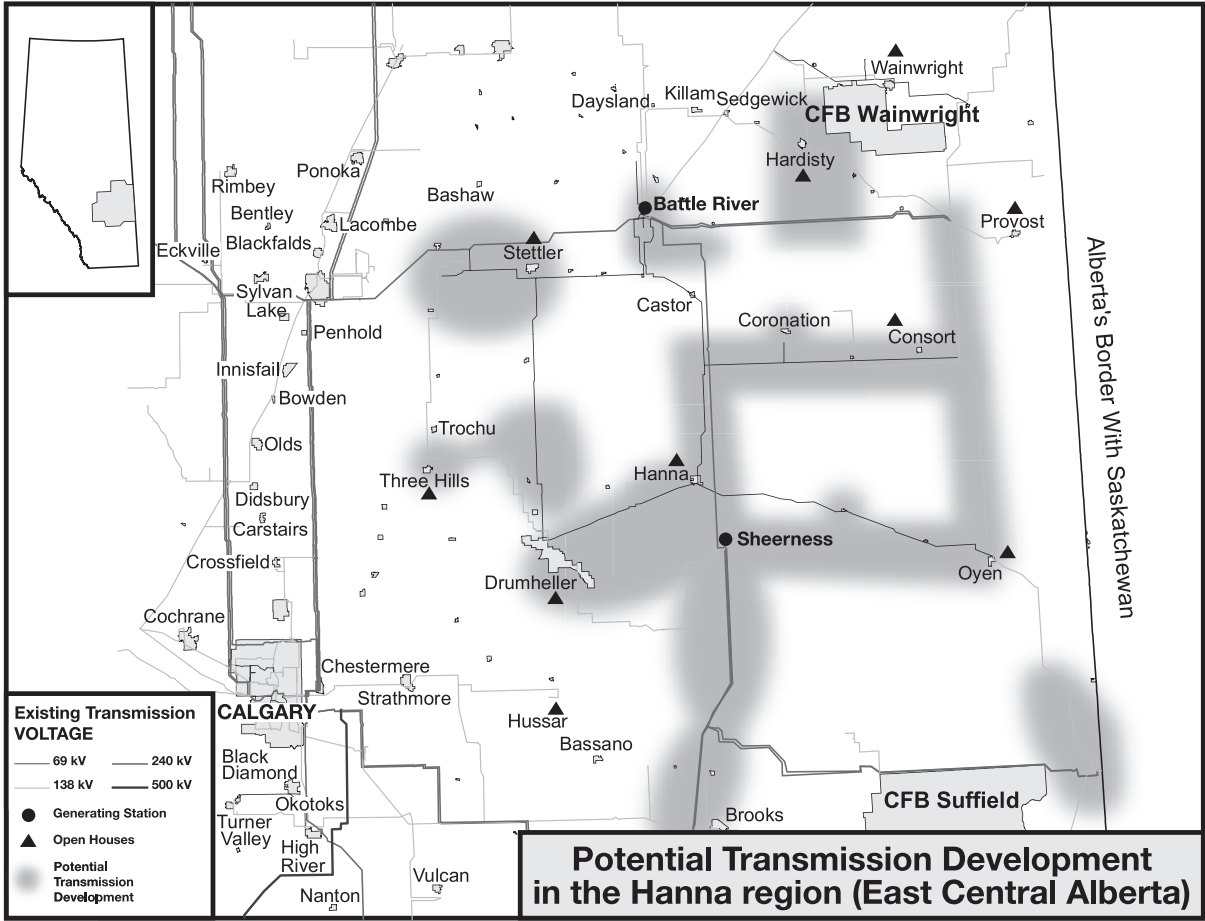 Wainwright
Daysland
Killam
Sedgewick
CFB Wainwright
Hardisty
Ponoka
Rimbey
Bashaw
Bentley
Battle River
Lacombe
Provost
Blackfalds
Eckville
Stettler
Sylvan
Lake
Castor
Coronation
Penhold
Consort
Innisfail
Bowden
Trochu
Olds
Hanna
Three Hills
Didsbury
Carstairs
Sheerness
Crossfield
Oyen
Drumheller
Cochrane
Alberta's Border With Saskatchewan
Chestermere
Strathmore
CALGARY
Hussar
Bassano
Black
Diamond
Okotoks
Turner
Valley
High
River
Nanton
Vulcan
Brooks
CFB Suffield
Existing Transmission
VOLTAGE
69 kV
240 kV
138 kV
500 kV
Generating Station
Open Houses
Potential
Transmission
Development
Potential Transmission Development
in the Hanna region (East Central Alberta)